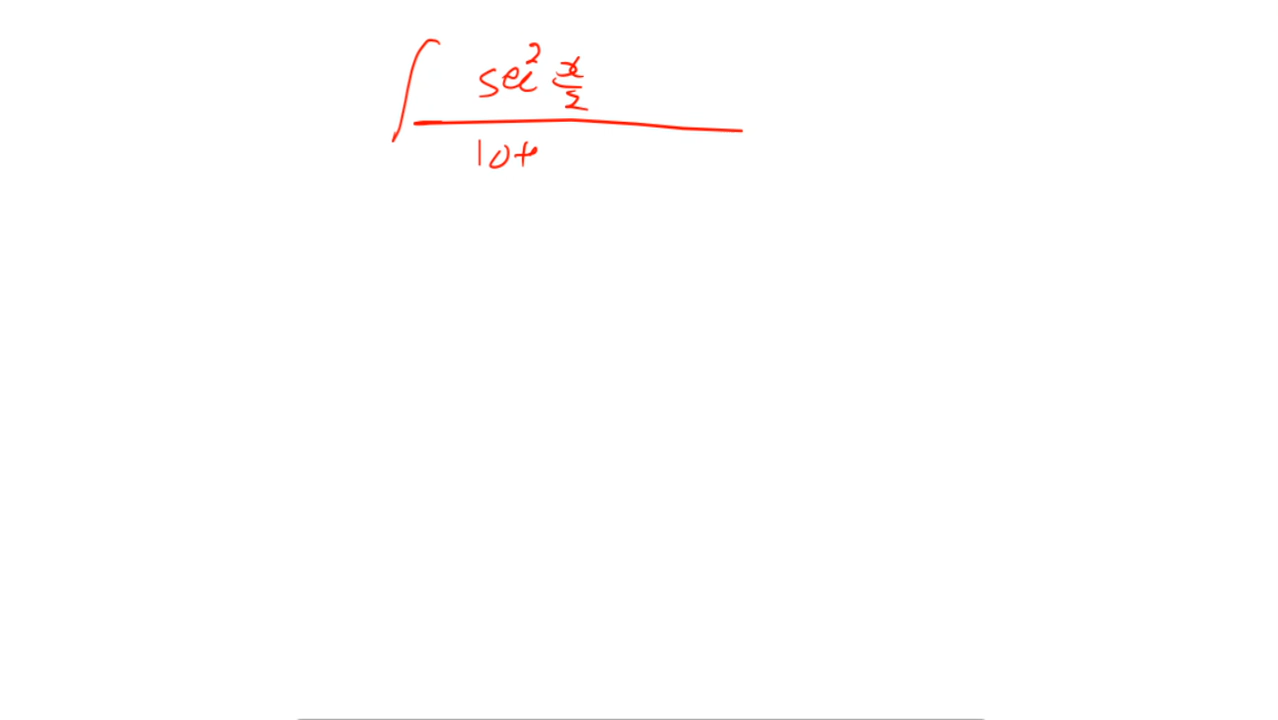 ∫ sec² x/2
10+